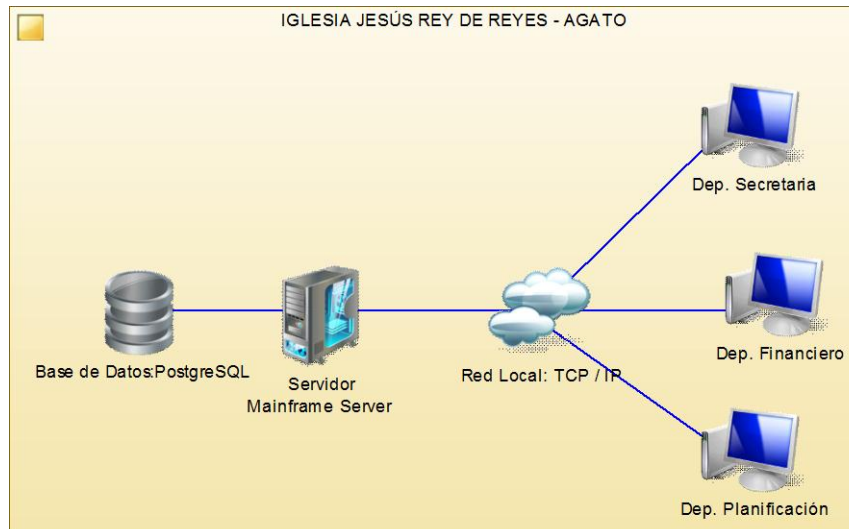 IGLESIA JESÚS REY DE REYES - AGATO
Dep. Secretaria
Base de Datos:PostgreSQL
Servidor
Mainframe Server
Red Local: TCP / IP
Dep. Financiero
Dep. Planificación